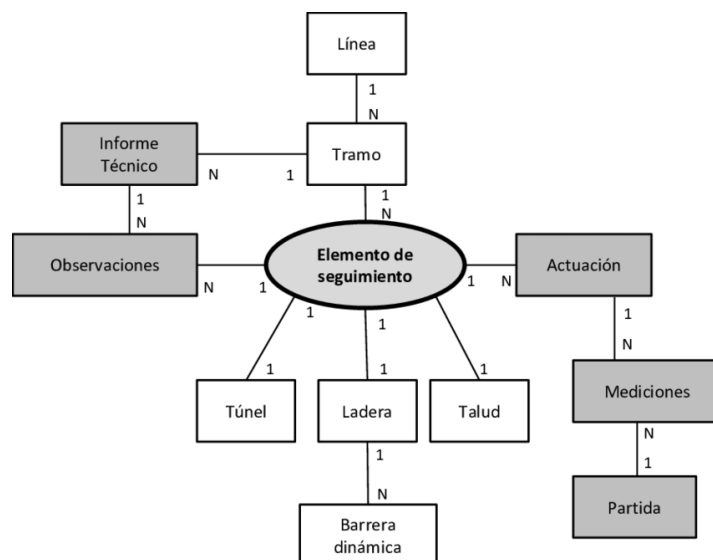 Línea
1
N
Informe
Técnico
Tramo
N
1
1
N
1
N
Observaciones
Elemento de
seguimiento
Actuación
N
1
1
N
1
1
1
N
1
1
1
Túnel
Ladera
Talud
Mediciones
1
N
N
1
Barrera
dinámica
Partida